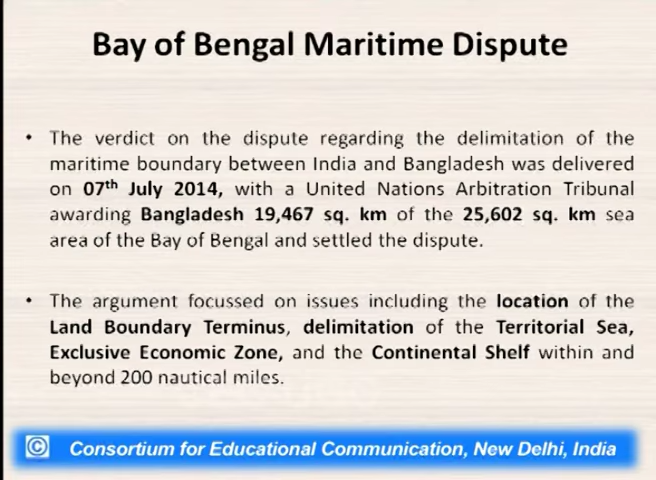 Bay of Bengal Maritime Dispute
• The verdict on the dispute regarding the delimitation of the
maritime boundary between India and Bangladesh was delivered
on 07th July 2014, with a United Nations Arbitration Tribunal
awarding Bangladesh 19,467 sq. km of the 25,602 sq. km sea
area of the Bay of Bengal and settled the dispute.
• The argument focussed on issues including the location of the
Land Boundary Terminus, delimitation of the Territorial Sea,
Exclusive Economic Zone, and the Continental Shelf within and
beyond 200 nautical miles.
© Consortium for Educational Communication, New Delhi, India